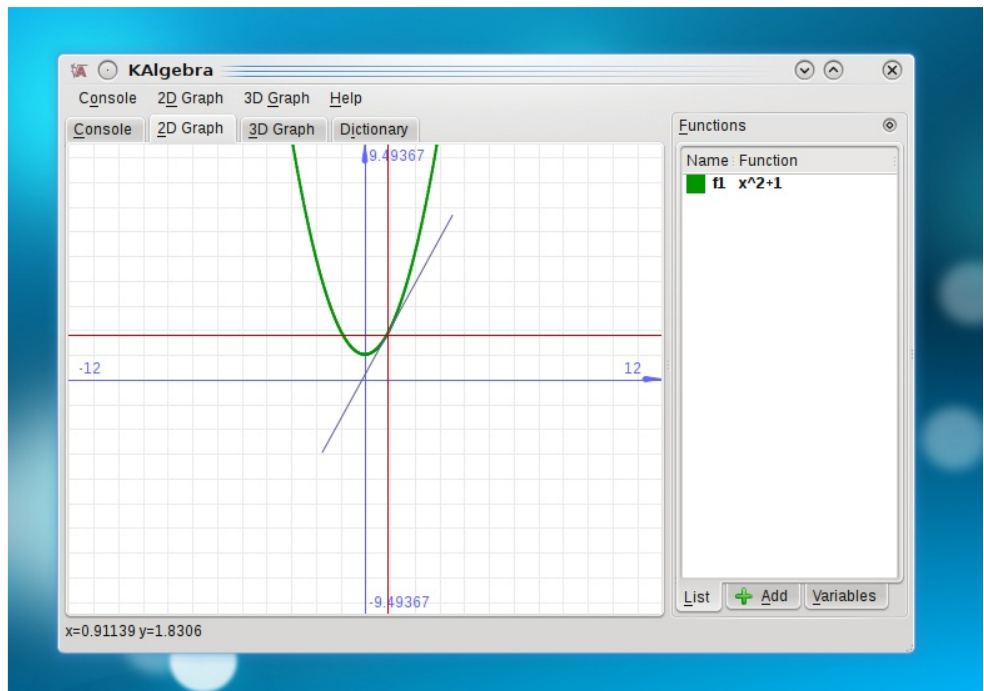 KAlgebra
Console 2D Graph 3D Graph Help
Console 2D Graph 3D Graph Dictionary
9.49367
-12
12
-9.49367
Functions
Name Function
f1 x^2+1
List Add Variables
x=0.91139 y=1.8306